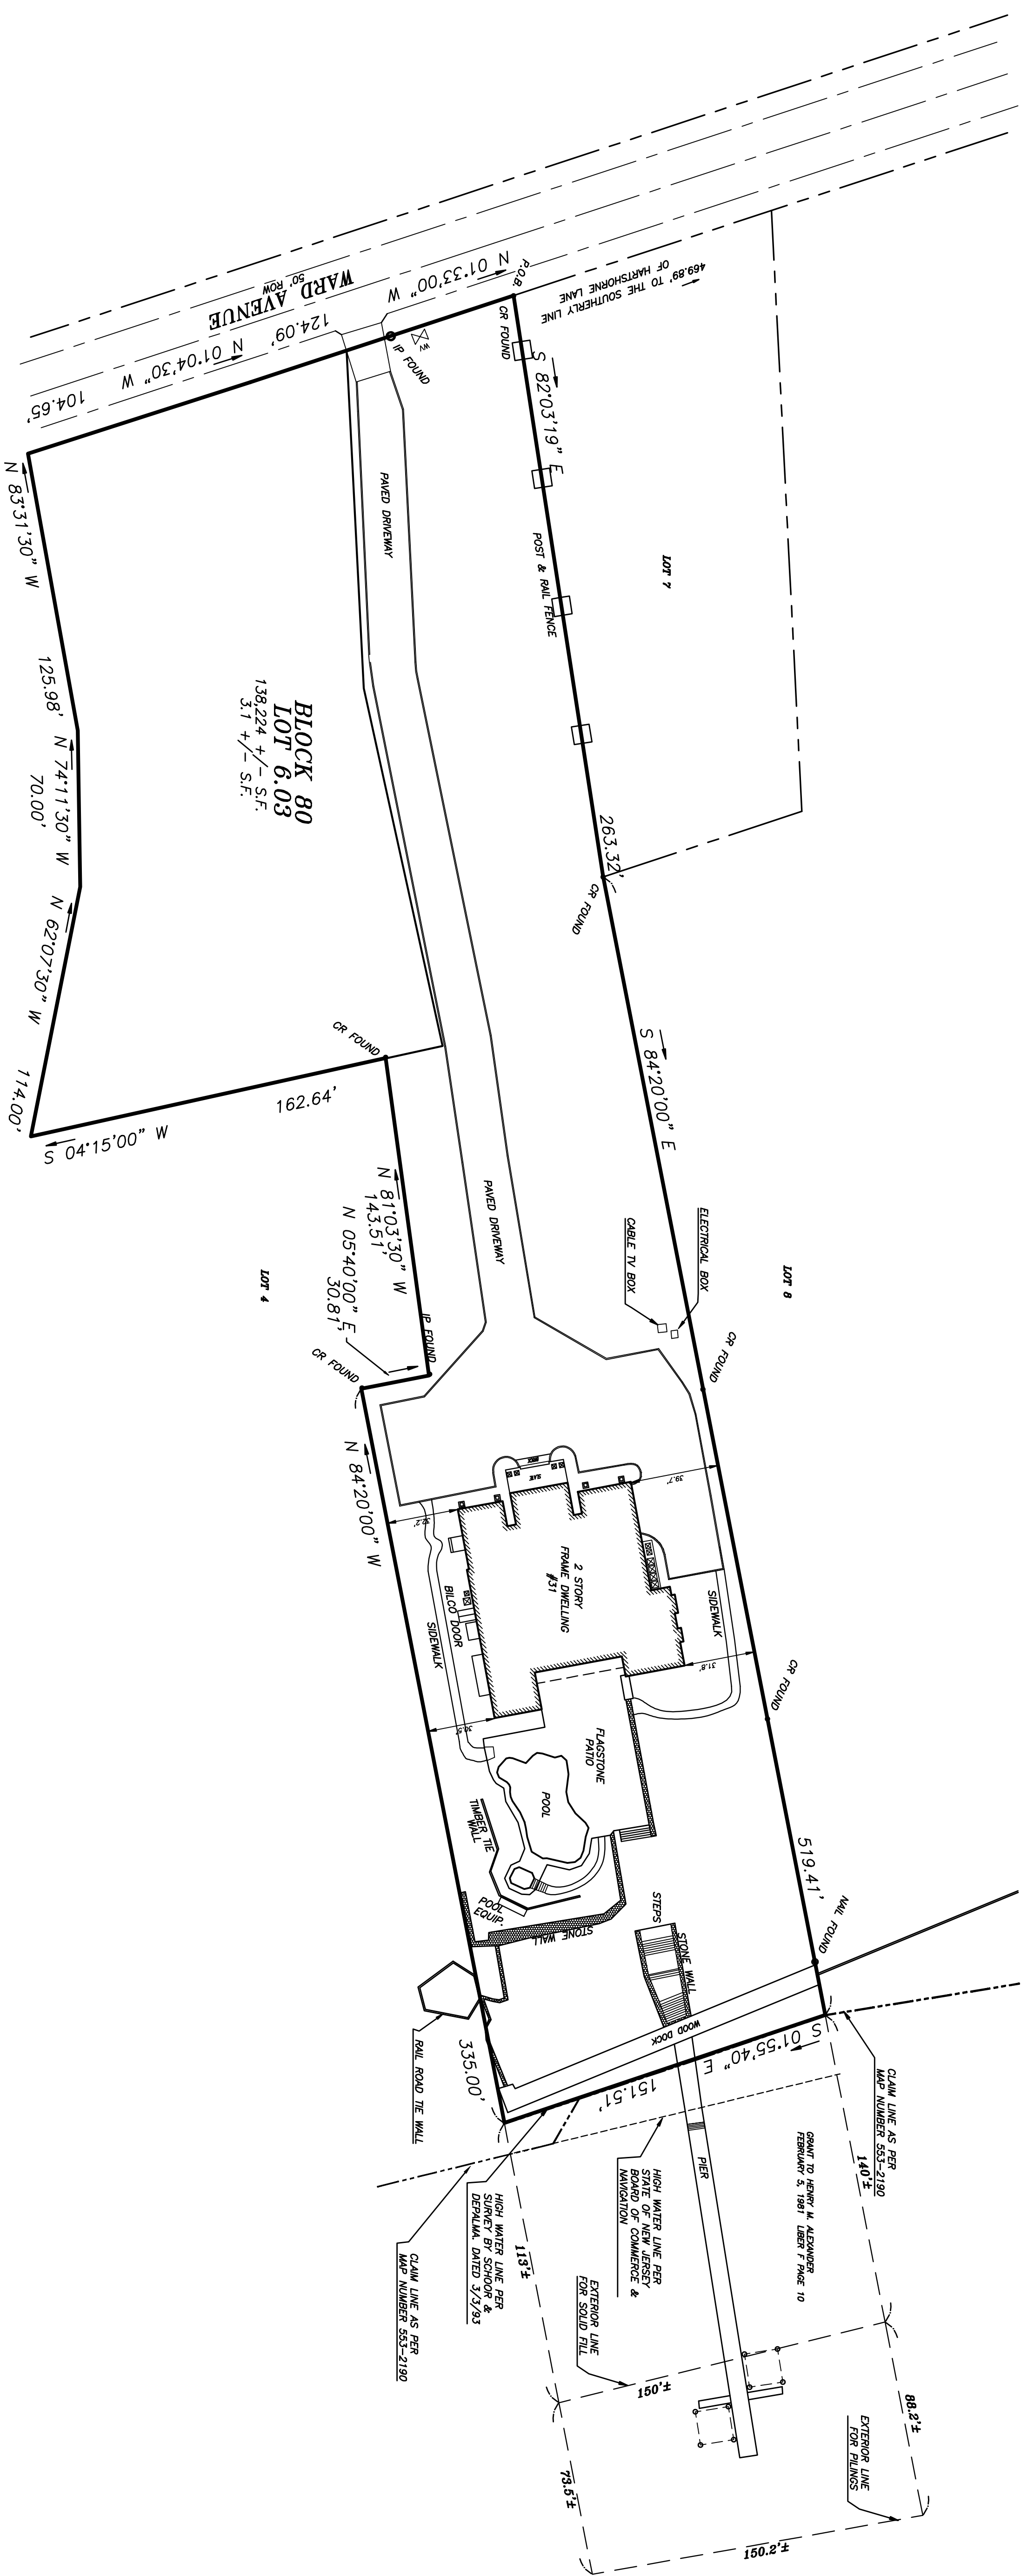 WARD AVENUE
50' ROW
N 01°33'00" W
124.09'
N 01°04'30" W
104.65'
P.O.B.
469.89' TO THE SOUTHERLY LINE
OF HARTSHORNE LANE
CR FOUND
IP FOUND
W
S 82°03'19" E
263.32'
POST & RAIL FENCE
LOT 7
PAVED DRIVEWAY
BLOCK 80
LOT 6.03
138,224 +/- S.F.
3.1 +/- S.F.
N 83°31'30" W
125.98'
N 74°11'30" W
70.00'
N 62°07'30" W
114.00'
S 04°15'00" W
162.64'
CR FOUND
CR FOUND
S 84°20'00" E
519.41'
N 81°03'30" W
143.51'
N 05°40'00" E
30.81'
IP FOUND
CR FOUND
LOT 4
PAVED DRIVEWAY
ELECTRICAL BOX
CABLE TV BOX
LOT 8
CR FOUND
N 84°20'00" W
335.00'
39.7'
SLATE
2 STORY
FRAME DWELLING
#31
BILCO DOOR
SIDEWALK
SIDEWALK
31.8'
CR FOUND
FLAGSTONE
PATIO
POOL
TIMBER TIE
WALL
POOL
EQUIP.
STONE WALL
STEPS
STONE WALL
NAIL FOUND
WOOD DOCK
S 01°55'40" E
151.51'
RAIL ROAD TIE WALL
CLAIM LINE AS PER
MAP NUMBER 553-2190
140'±
GRANT TO HENRY M. ALEXANDER
FEBRUARY 5, 1981 LIBER F PAGE 10
PIER
HIGH WATER LINE PER
STATE OF NEW JERSEY
BOARD OF COMMERCE &
NAVIGATION
HIGH WATER LINE PER
SURVEY BY SCHOOR &
DEPALMA. DATED 3/3/93
CLAIM LINE AS PER
MAP NUMBER 553-2190
113'±
EXTERIOR LINE
FOR SOLID FILL
150'±
88.2'±
EXTERIOR LINE
FOR PILINGS
73.5'±
150.2'±